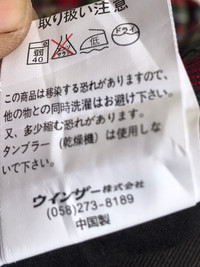 取り扱い注意
弱
40
低
ドライ
この商品は移染する恐れがありますので、
他の物との同時洗濯はお避け下さい。
又、多少縮む恐れがあります。
タンブラー（乾燥機）は使用しな
いで下さい。
ウインザー株式会社
(058)273-8189
中国製